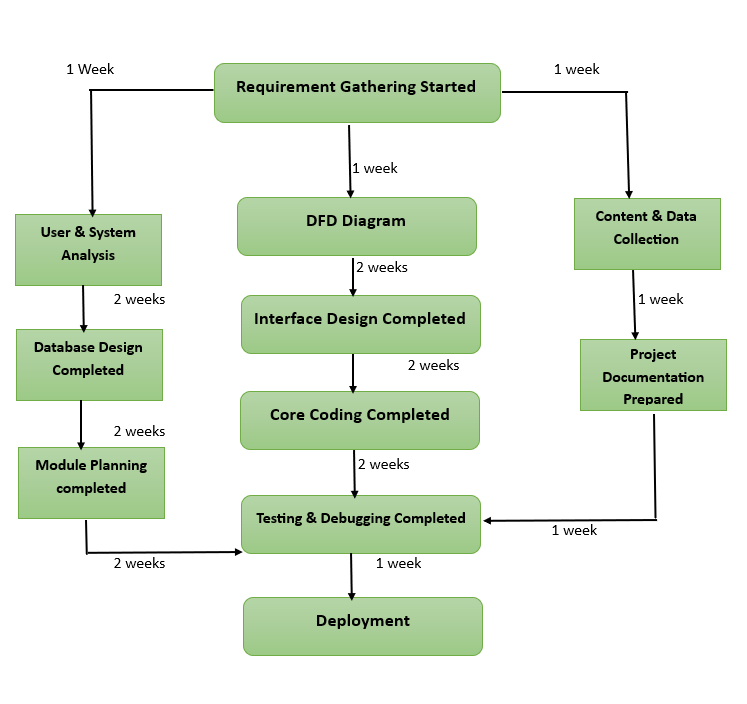 1 Week
Requirement Gathering Started
1 week
1 week
User & System
Analysis
DFD Diagram
Content & Data
Collection
2 weeks
2 weeks
1 week
Database Design
Completed
Interface Design Completed
Project
Documentation
Prepared
2 weeks
2 weeks
Core Coding Completed
Module Planning
completed
2 weeks
Testing & Debugging Completed
1 week
2 weeks
1 week
Deployment